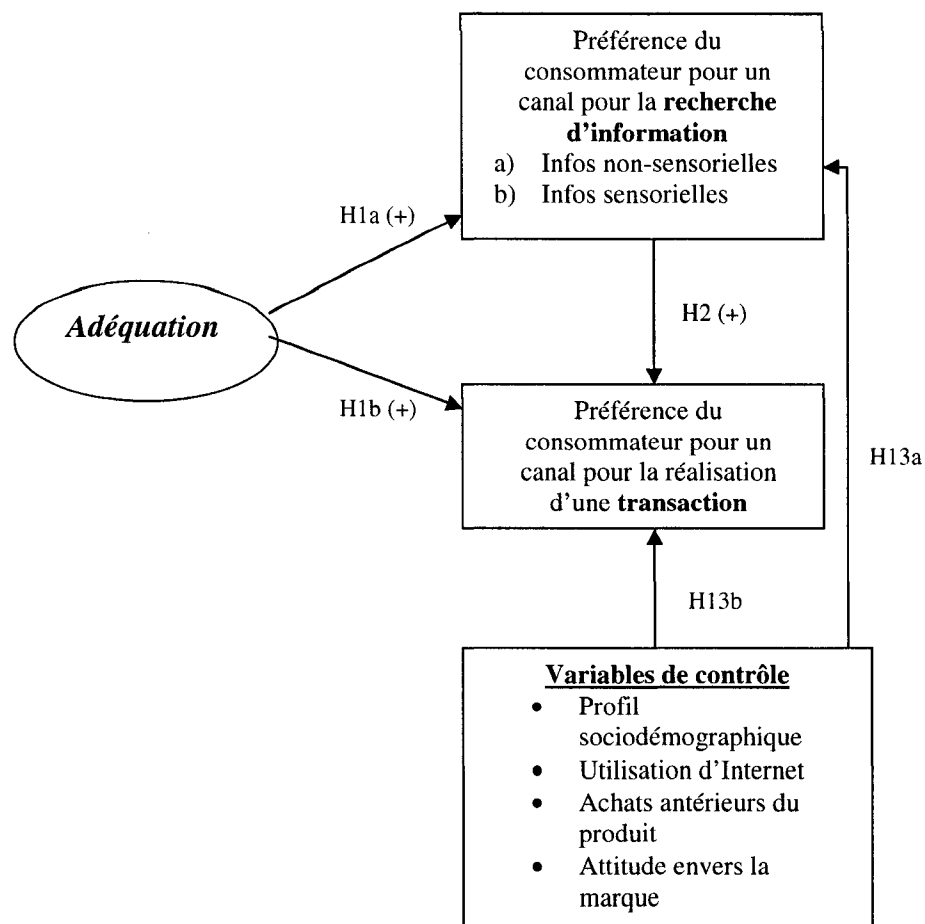 Préférence du
consommateur pour un
canal pour la recherche
d'information
a) Infos non-sensorielles
b) Infos sensorielles
H1a (+)
Adéquation
H2 (+)
H1b (+)
Préférence du
consommateur pour un
canal pour la réalisation
d'une transaction
H13a
H13b
Variables de contrôle
• Profil
sociodémographique
• Utilisation d'Internet
• Achats antérieurs du
produit
• Attitude envers la
marque